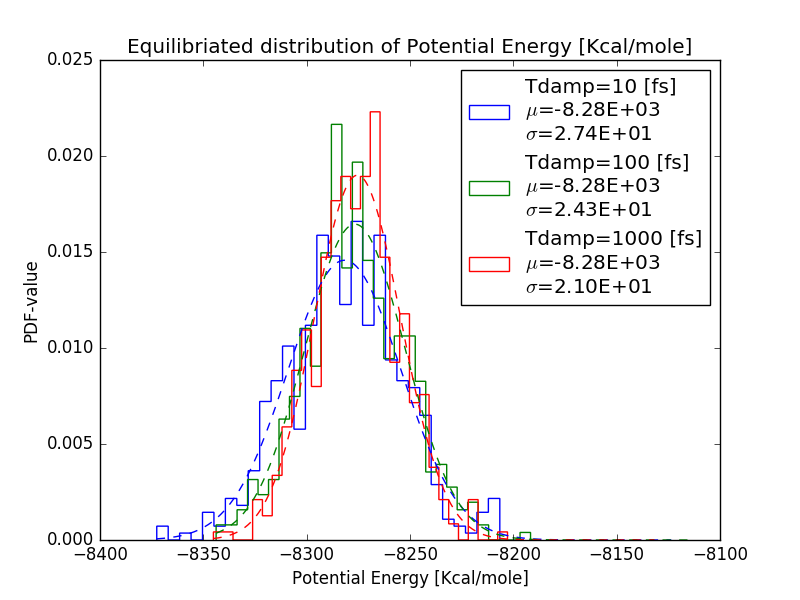 Equilibriated distribution of Potential Energy [Kcal/mole]
0.025
0.020
0.015
0.010
0.005
0.000
PDF-value
Tdamp=10 [fs]
μ=-8.28E+03
σ=2.74E+01
Tdamp=100 [fs]
μ=-8.28E+03
σ=2.43E+01
Tdamp=1000 [fs]
μ=-8.28E+03
σ=2.10E+01
−8400 −8350 −8300 −8250 −8200 −8150 −8100
Potential Energy [Kcal/mole]